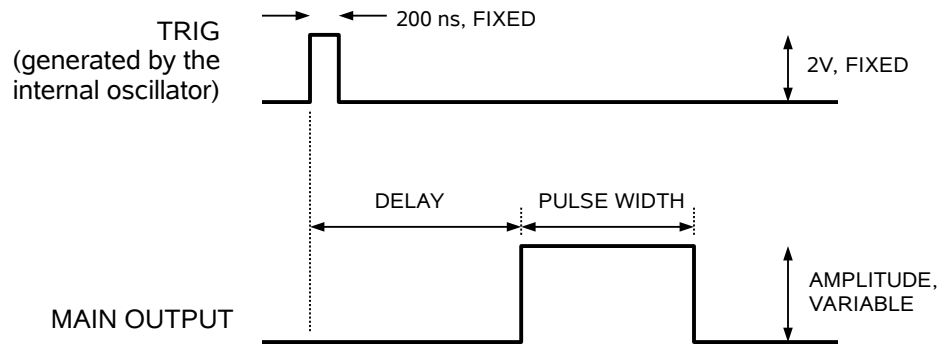 TRIG
(generated by the
internal oscillator)
200 ns, FIXED
2V, FIXED
DELAY
PULSE WIDTH
AMPLITUDE,
VARIABLE
MAIN OUTPUT